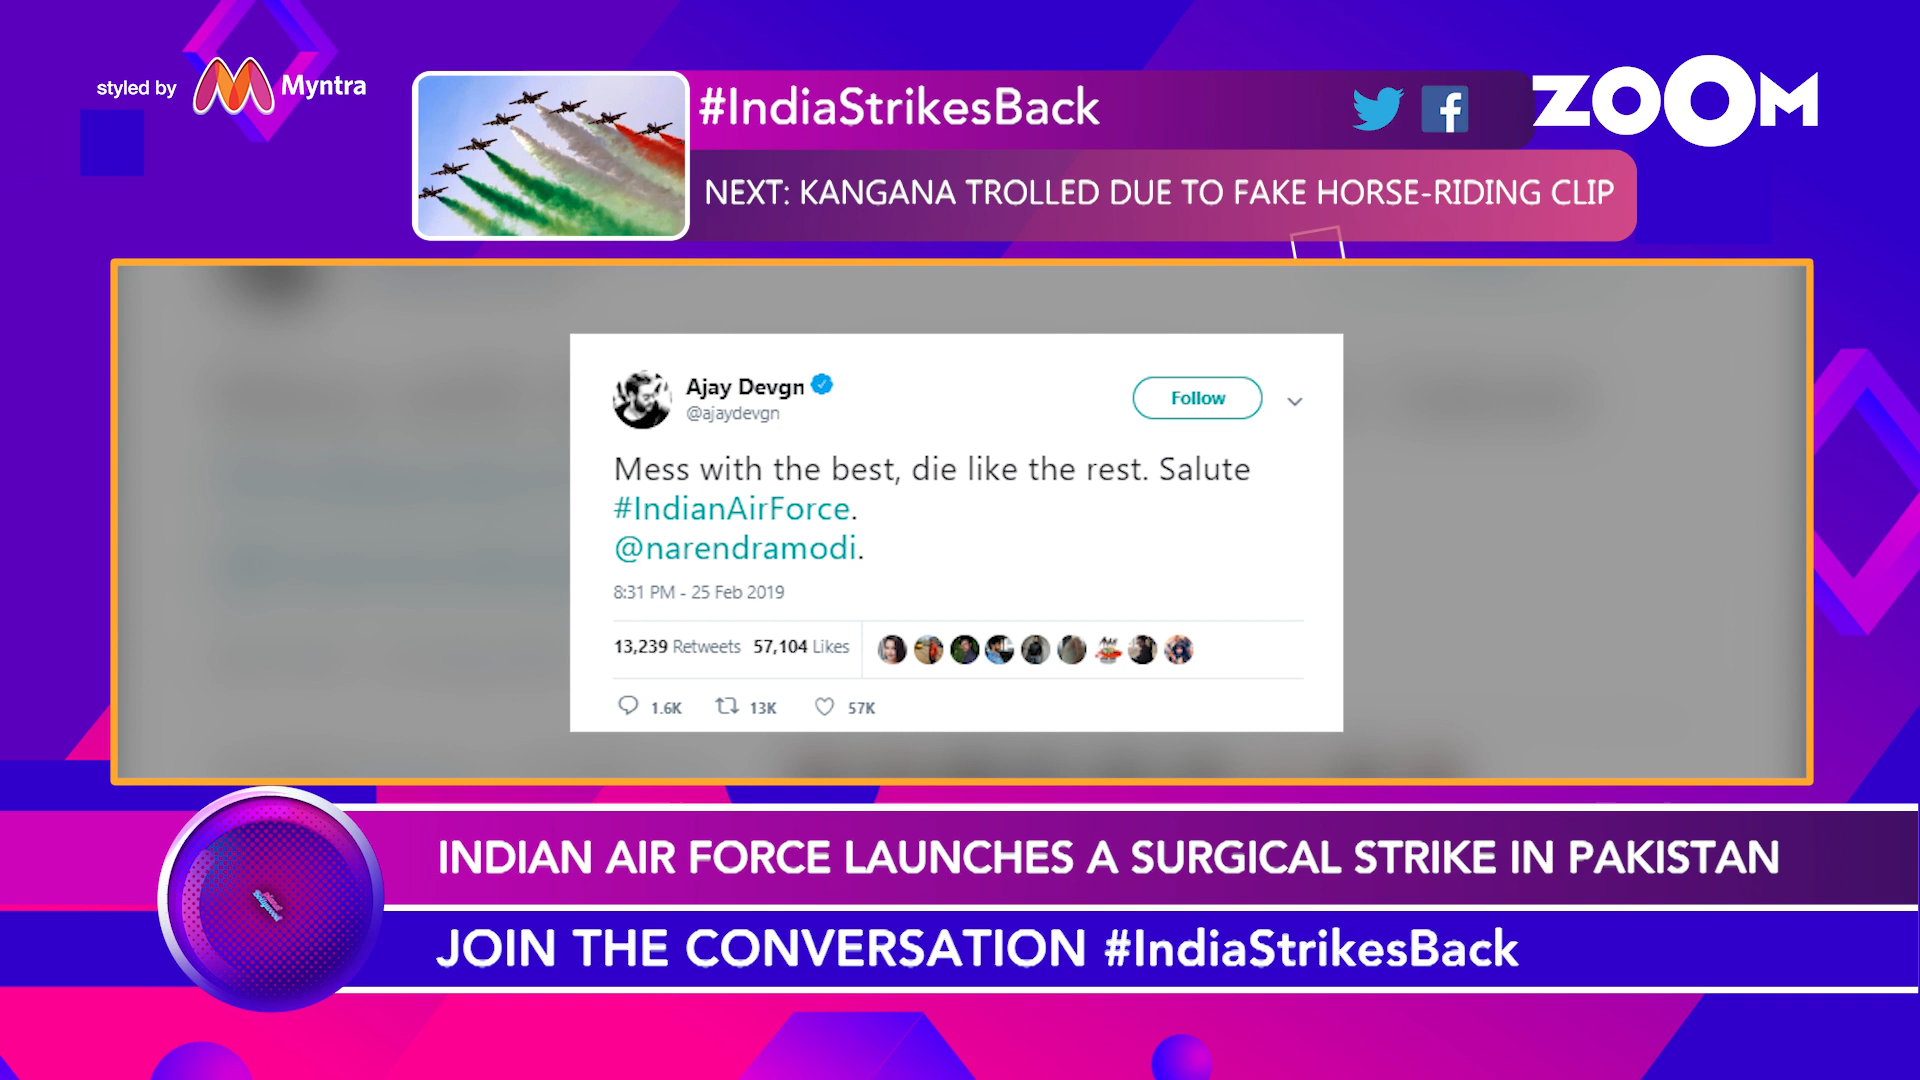 styled by Myntra
#IndiaStrikesBack
zoom
NEXT: KANGANA TROLLED DUE TO FAKE HORSE-RIDING CLIP
Ajay Devgn
@ajaydevgn
Follow
Mess with the best, die like the rest. Salute
#IndianAirForce.
@narendramodi.
8:31 PM - 25 Feb 2019
13,239 Retweets 57,104 Likes
1.6K 13K 57K
INDIAN AIR FORCE LAUNCHES A SURGICAL STRIKE IN PAKISTAN
JOIN THE CONVERSATION #IndiaStrikesBack